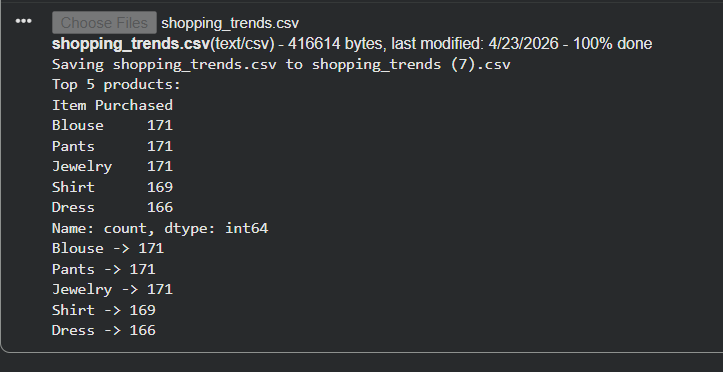 ••• Choose Files shopping_trends.csv
shopping_trends.csv(text/csv) - 416614 bytes, last modified: 4/23/2026 - 100% done
Saving shopping_trends.csv to shopping_trends (7).csv
Top 5 products:
Item Purchased
Blouse     171
Pants      171
Jewelry    171
Shirt      169
Dress      166
Name: count, dtype: int64
Blouse -> 171
Pants -> 171
Jewelry -> 171
Shirt -> 169
Dress -> 166